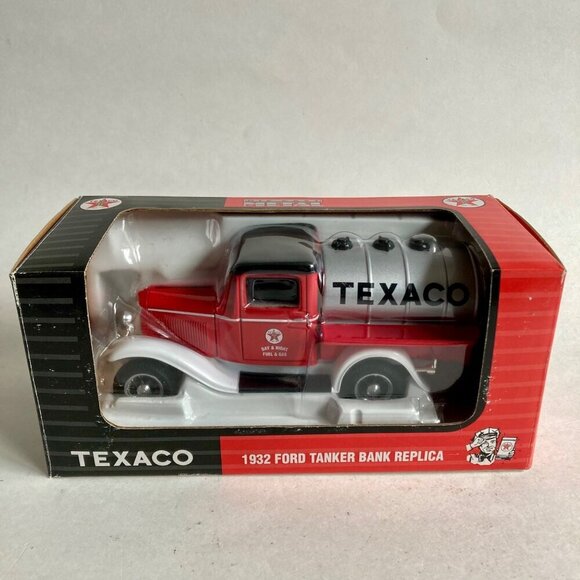 TEXACO
DAY & NIGHT
FUEL & GAS
TEXACO
1932 FORD TANKER BANK REPLICA